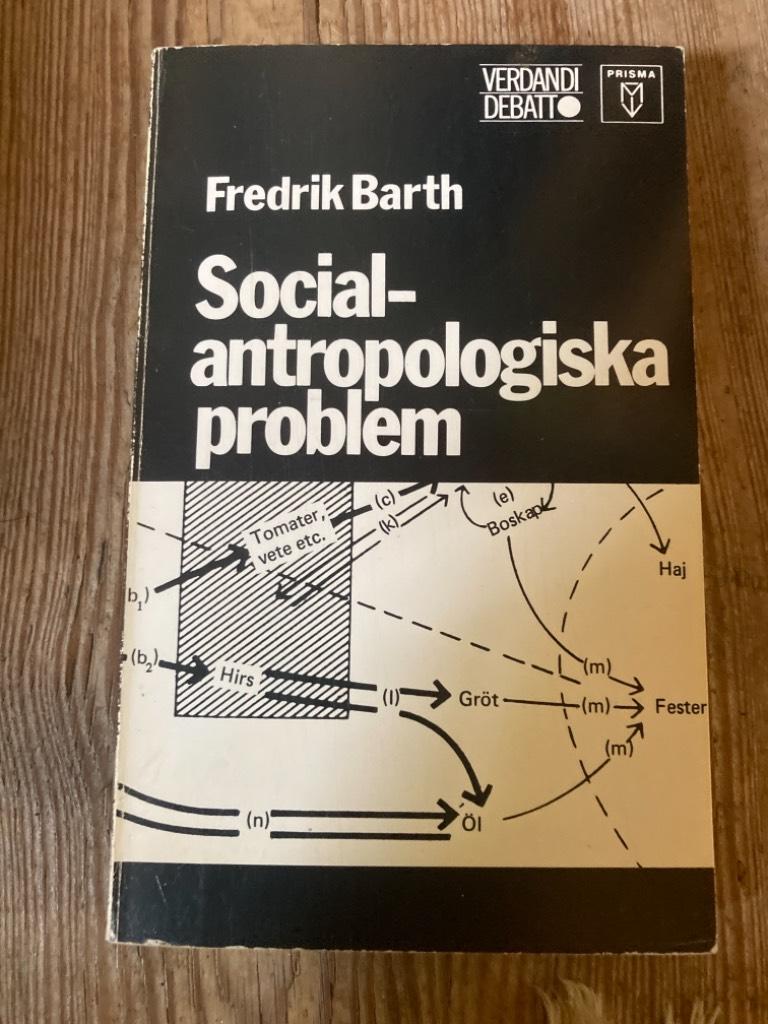 VERDANDI
DEBATT
PRISMA
Fredrik Barth
Social-
antropologiska
problem
(c)
(e)
Tomater,
vete etc.
(k)
Boskap
Haj
b₁)
(b₂)
Hirs
(l)
Gröt
(m)
(m)
Fester
(m)
(n)
Öl